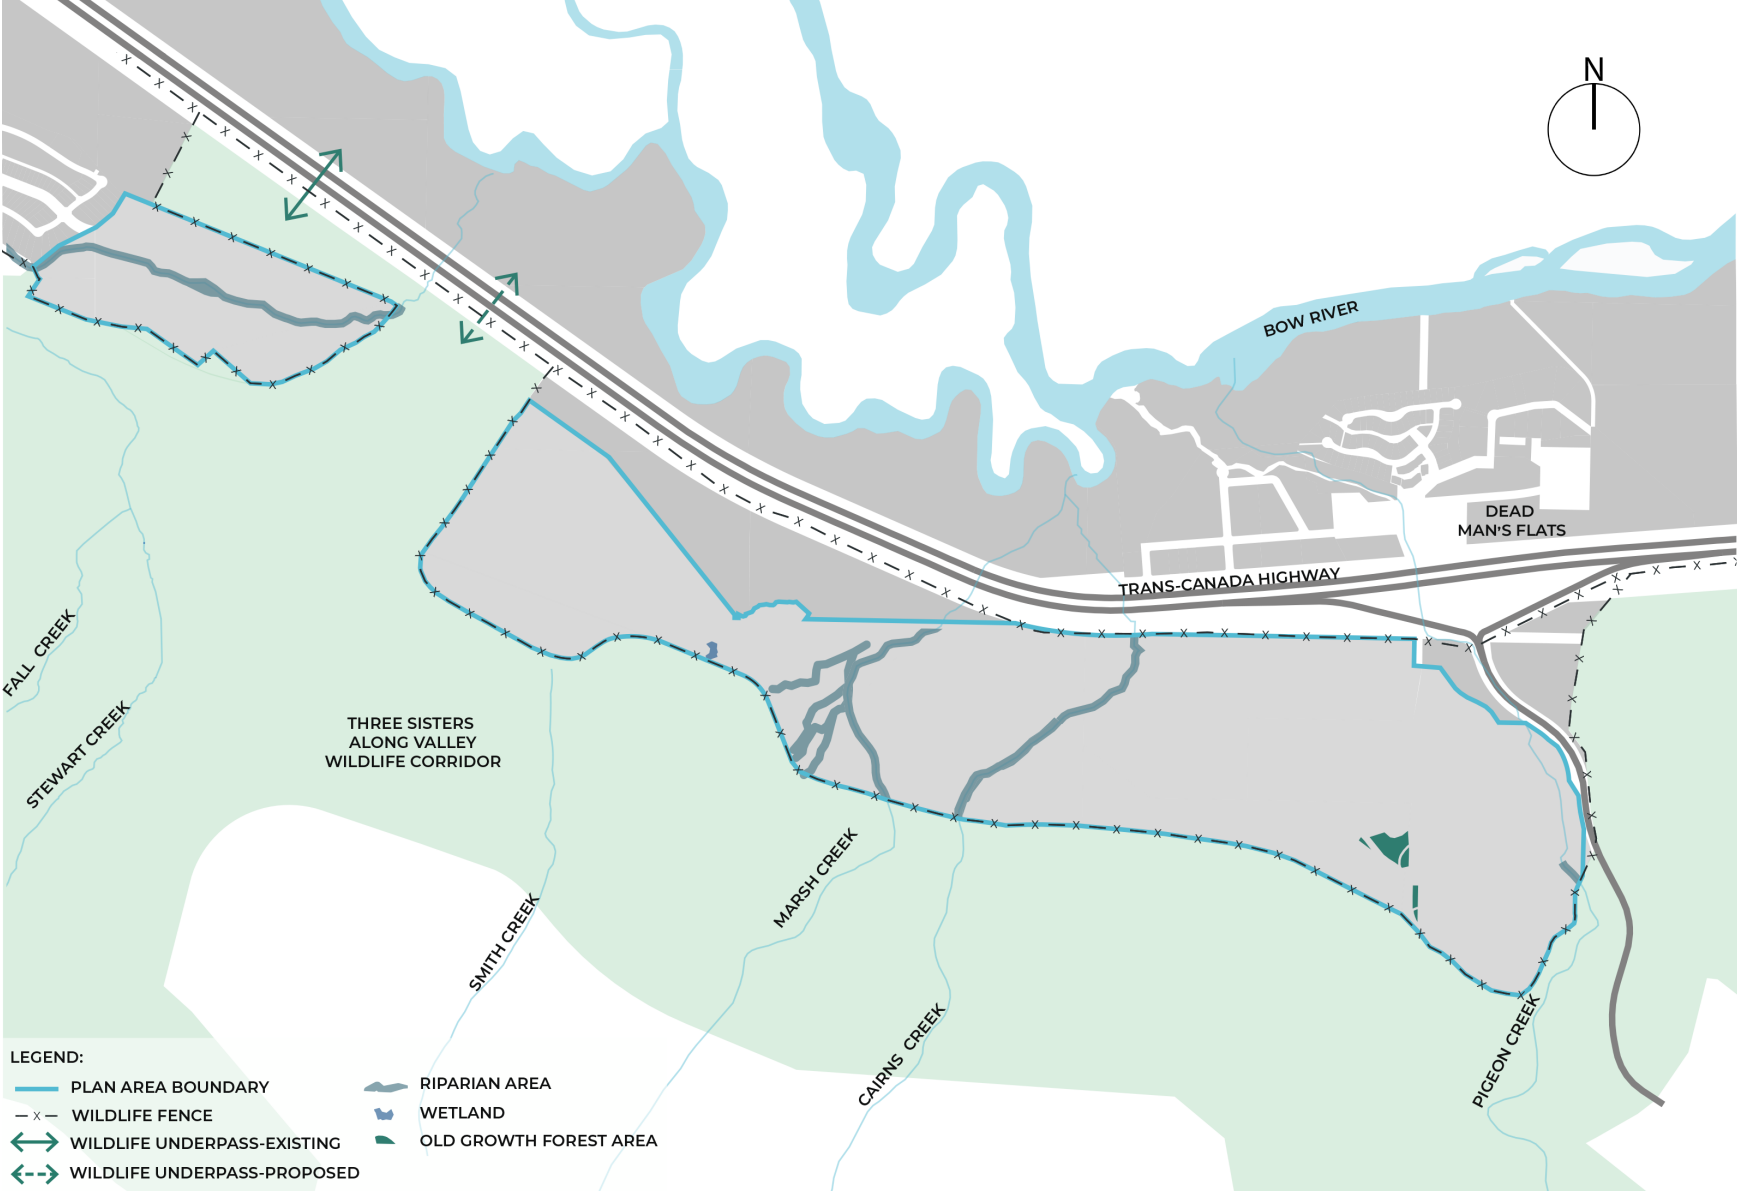 N
BOW RIVER
DEAD
MAN'S FLATS
TRANS-CANADA HIGHWAY
FALL CREEK
STEWART CREEK
THREE SISTERS
ALONG VALLEY
WILDLIFE CORRIDOR
SMITH CREEK
MARSH CREEK
CAIRNS CREEK
PIGEON CREEK
LEGEND:
PLAN AREA BOUNDARY
WILDLIFE FENCE
WILDLIFE UNDERPASS-EXISTING
WILDLIFE UNDERPASS-PROPOSED
RIPARIAN AREA
WETLAND
OLD GROWTH FOREST AREA